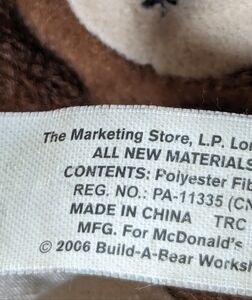 The Marketing Store, L.P. Lo
ALL NEW MATERIALS
CONTENTS: Polyester Fi
REG. NO.: PA-11335 (CN
MADE IN CHINA TRC
MFG. For McDonald's
© 2006 Build-A-Bear Worksh